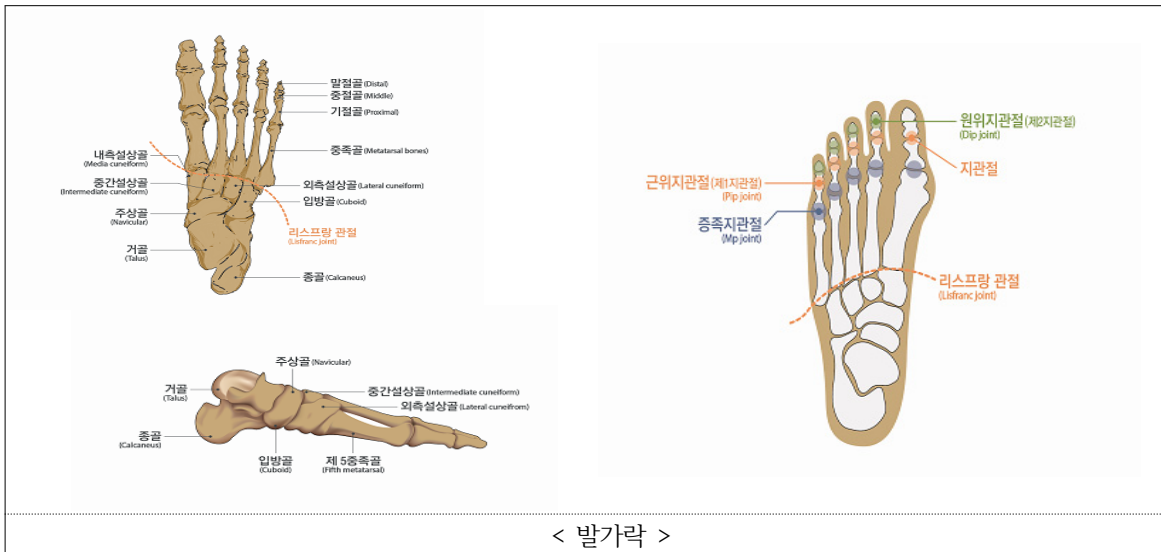 말절골(Distal)
중절골(Middle)
기절골(Proximal)
중족골(Metatarsal bones)
내측설상골
(Media cuneiform)
중간설상골
(Intermediate cuneiform)
외측설상골(Lateral cuneiform)
입방골(Cuboid)
주상골
(Navicular)
리스프랑 관절
(Lisfranc joint)
거골
(Talus)
종골(Calcaneus)
주상골(Navicular)
거골
(Talus)
중간설상골(Intermediate cuneiform)
외측설상골(Lateral cuneifrom)
종골
(Calcaneus)
입방골
(Cuboid)
제 5중족골
(Fifth metatarsal)
원위지관절(제2지관절)
(Dip joint)
지관절
근위지관절(제1지관절)
(Pip joint)
증족지관절
(Mp joint)
리스프랑 관절
(Lisfranc joint)
< 발가락 >